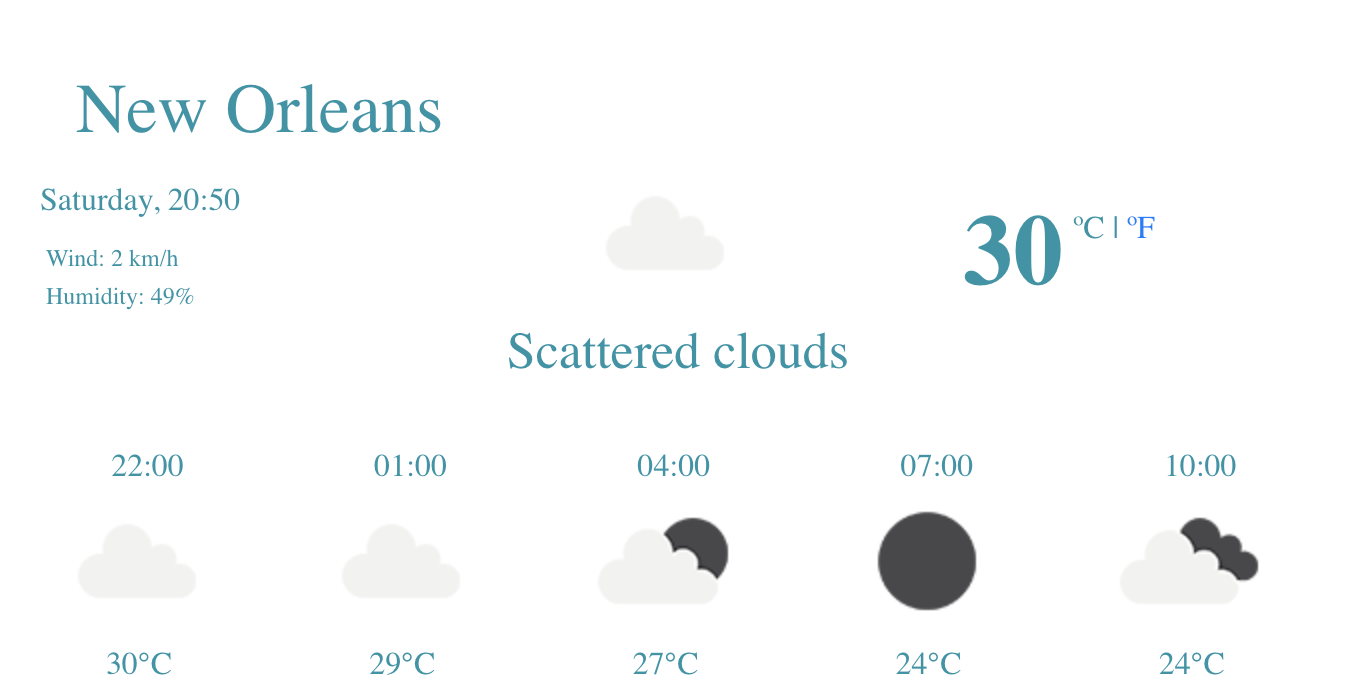 New Orleans
Saturday, 20:50
Wind: 2 km/h
Humidity: 49%
30 ºC | ºF
Scattered clouds
22:00 01:00 04:00 07:00 10:00
30°C 29°C 27°C 24°C 24°C